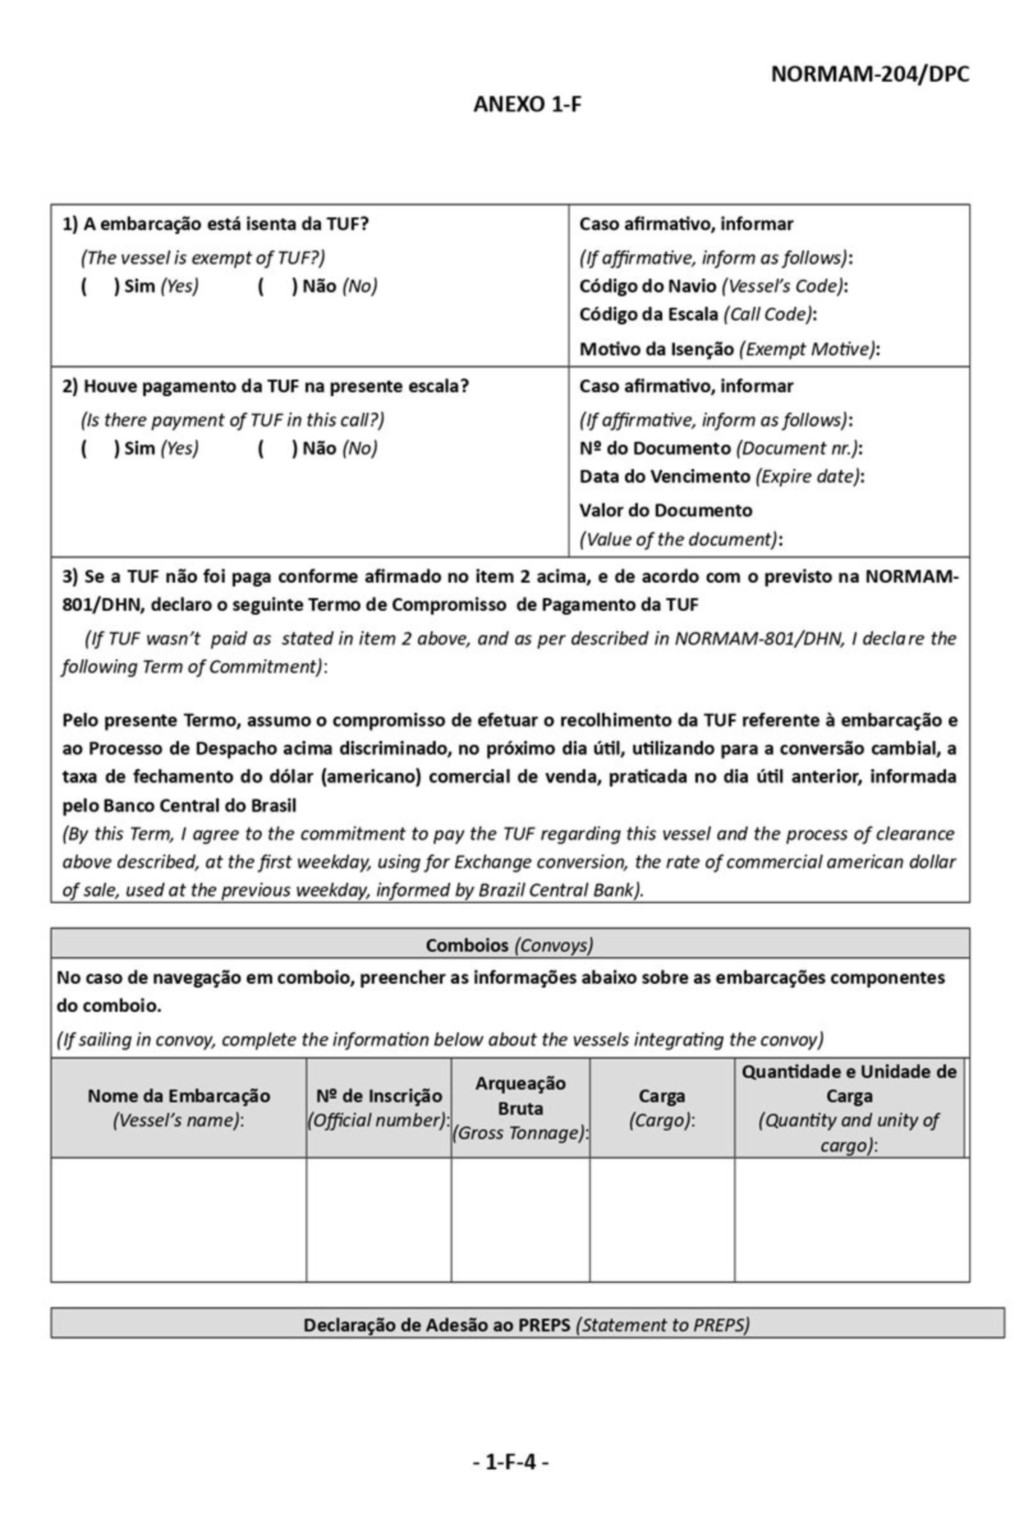 NORMAM-204/DPC
ANEXO 1-F
1) A embarcação está isenta da TUF?
(The vessel is exempt of TUF?)
( ) Sim (Yes) ( ) Não (No)
Caso afirmativo, informar
(If affirmative, inform as follows):
Código do Navio (Vessel's Code):
Código da Escala (Call Code):
Motivo da Isenção (Exempt Motive):
2) Houve pagamento da TUF na presente escala?
(Is there payment of TUF in this call?)
( ) Sim (Yes) ( ) Não (No)
Caso afirmativo, informar
(If affirmative, inform as follows):
Nº do Documento (Document nr.):
Data do Vencimento (Expire date):
Valor do Documento
(Value of the document):
3) Se a TUF não foi paga conforme afirmado no item 2 acima, e de acordo com o previsto na NORMAM-
801/DHN, declaro o seguinte Termo de Compromisso de Pagamento da TUF
(If TUF wasn't paid as stated in item 2 above, and as per described in NORMAM-801/DHN, I declare the
following Term of Commitment):
Pelo presente Termo, assumo o compromisso de efetuar o recolhimento da TUF referente à embarcação e
ao Processo de Despacho acima discriminado, no próximo dia útil, utilizando para a conversão cambial, a
taxa de fechamento do dólar (americano) comercial de venda, praticada no dia útil anterior, informada
pelo Banco Central do Brasil
(By this Term, I agree to the commitment to pay the TUF regarding this vessel and the process of clearance
above described, at the first weekday, using for Exchange conversion, the rate of commercial american dollar
of sale, used at the previous weekday, informed by Brazil Central Bank).
Comboios (Convoys)
No caso de navegação em comboio, preencher as informações abaixo sobre as embarcações componentes
do comboio.
(If sailing in convoy, complete the information below about the vessels integrating the convoy)
Nome da Embarcação
(Vessel's name):
Nº de Inscrição
(Official number):
Arqueação
Bruta
(Gross Tonnage):
Carga
(Cargo):
Quantidade e Unidade de
Carga
(Quantity and unity of
cargo):
Declaração de Adesão ao PREPS (Statement to PREPS)
- 1-F-4 -